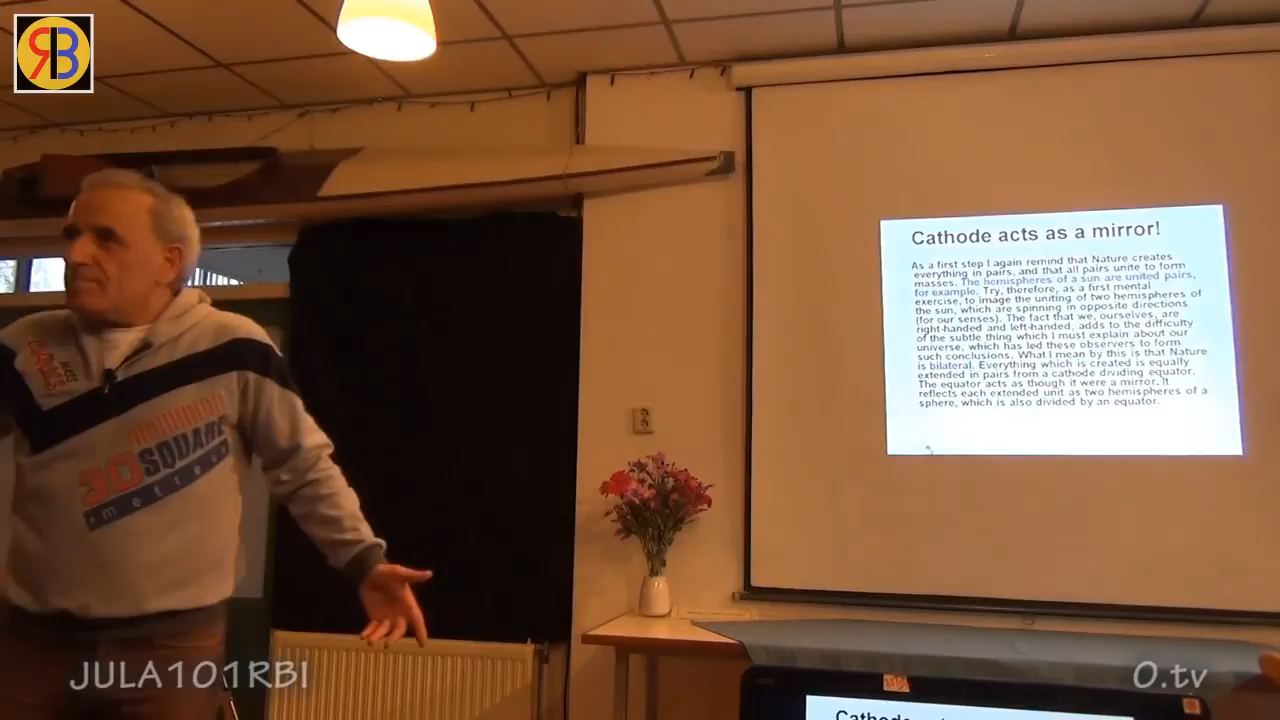 RB
Cathode acts as a mirror!
As a first step I again remind that Nature creates
everything in pairs, and that all pairs unite to form
masses. The hemispheres of a sun are united pairs,
for example. Try, therefore, as a first mental
exercise, to image the uniting of two hemispheres of
the sun, which are spinning in opposite directions
(for our senses). The fact that we, ourselves, are
right-handed and left-handed, adds to the difficulty
of the subtle thing which I must explain about our
universe, which has led these observers to form
such conclusions. What I mean by this is that Nature
is bilateral. Everything which is created is equally
extended in pairs from a cathode dividing equator.
The equator acts as though it were a mirror. It
reflects each extended unit as two hemispheres of a
sphere, which is also divided by an equator.
30 SQUARE
metres
JULA101RBI
O.tv